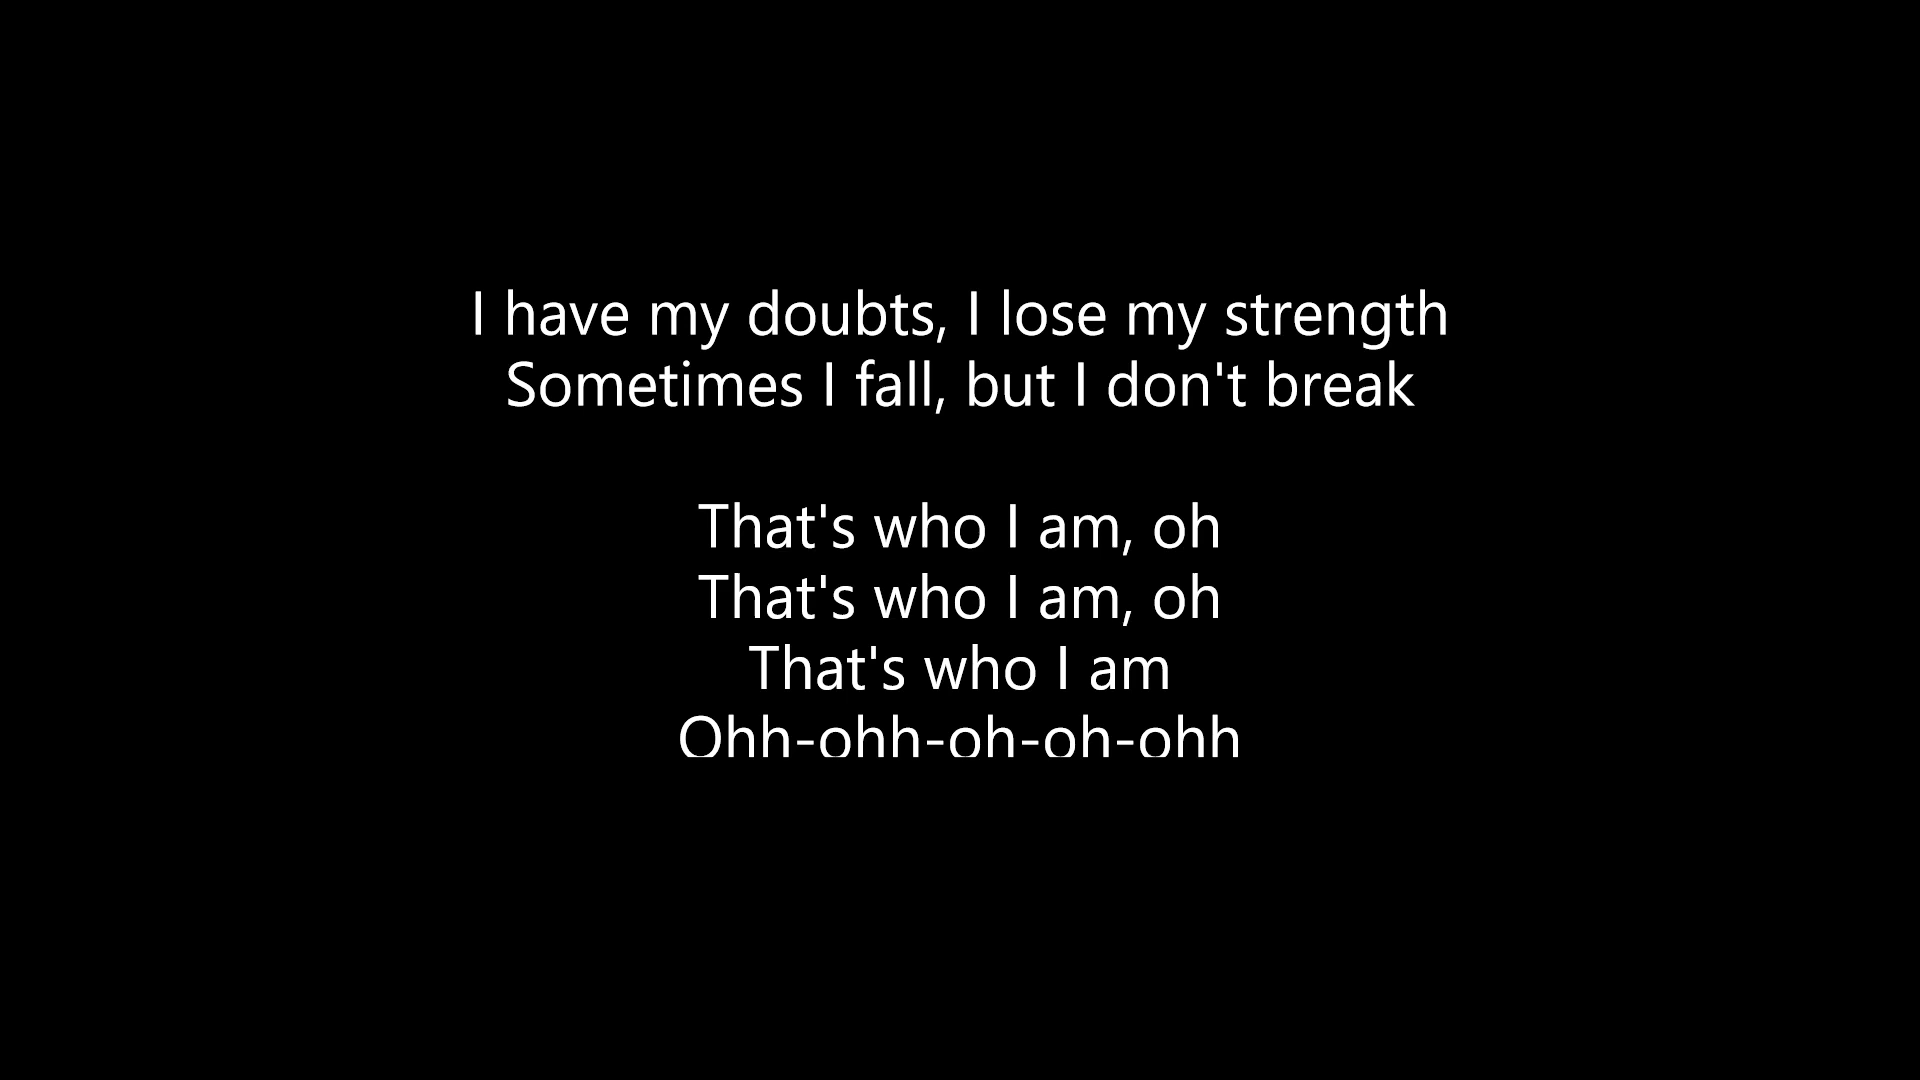 I have my doubts, I lose my strength
Sometimes I fall, but I don't break
That's who I am, oh
That's who I am, oh
That's who I am
Ohh-ohh-oh-oh-ohh